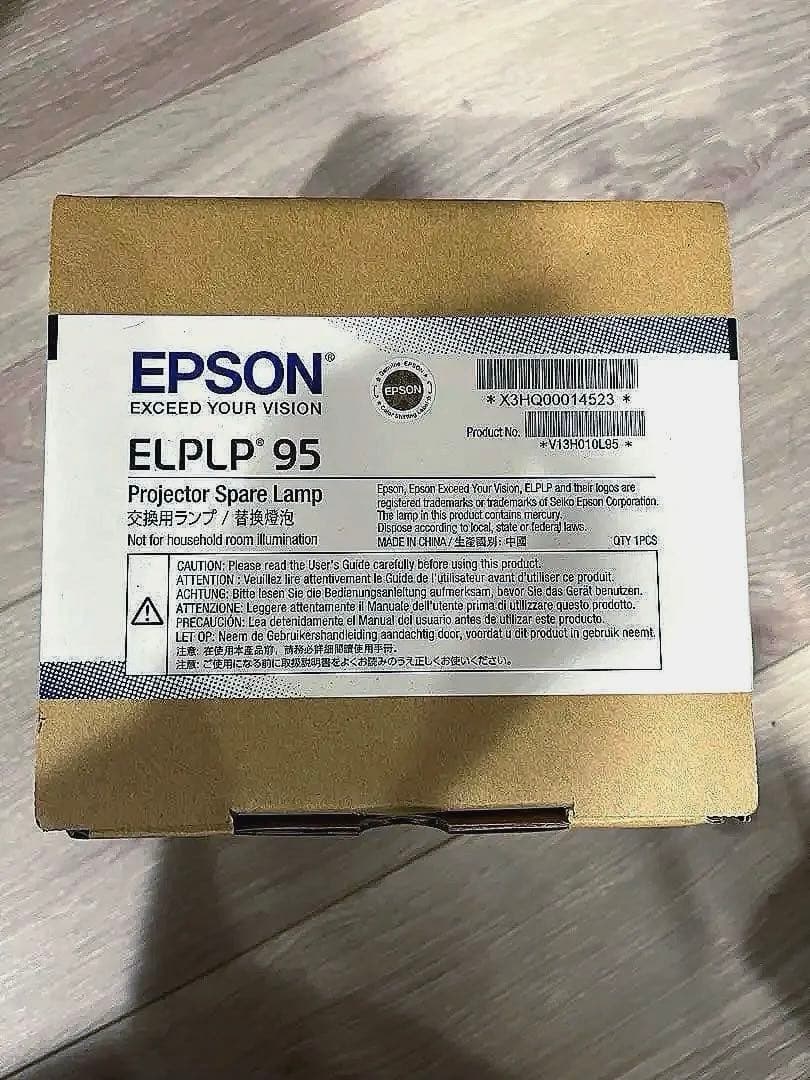 EPSON®
EXCEED YOUR VISION
Genuine EPSON
EPSON
Color Shifting Label
* X3HQ00014523 *
Product No.
*V13H010L95 *
ELPLP® 95
Projector Spare Lamp
交換用ランプ / 替換燈泡
Not for household room illumination
Epson, Epson Exceed Your Vision, ELPLP and their logos are
registered trademarks or trademarks of Seiko Epson Corporation.
The lamp in this product contains mercury.
Dispose according to local, state or federal laws.
MADE IN CHINA / 生産國別: 中國
QTY 1PCS
CAUTION: Please read the User's Guide carefully before using this product.
ATTENTION : Veuillez lire attentivement le Guide de l'utilisateur avant d'utiliser ce produit.
ACHTUNG: Bitte lesen Sie die Bedienungsanleitung aufmerksam, bevor Sie das Gerät benutzen.
ATTENZIONE: Leggere attentamente il Manuale dell'utente prima di utilizzare questo prodotto.
PRECAUCIÓN: Lea detenidamente el Manual del usuario antes de utilizar este producto.
LET OP: Neem de Gebruikershandleiding aandachtig door, voordat u dit product in gebruik neemt.
注意: 在使用本產品前, 請務必詳細閱讀使用手冊.
注意: ご使用になる前に取扱説明書をよくお読みのうえ正しくお使いください。